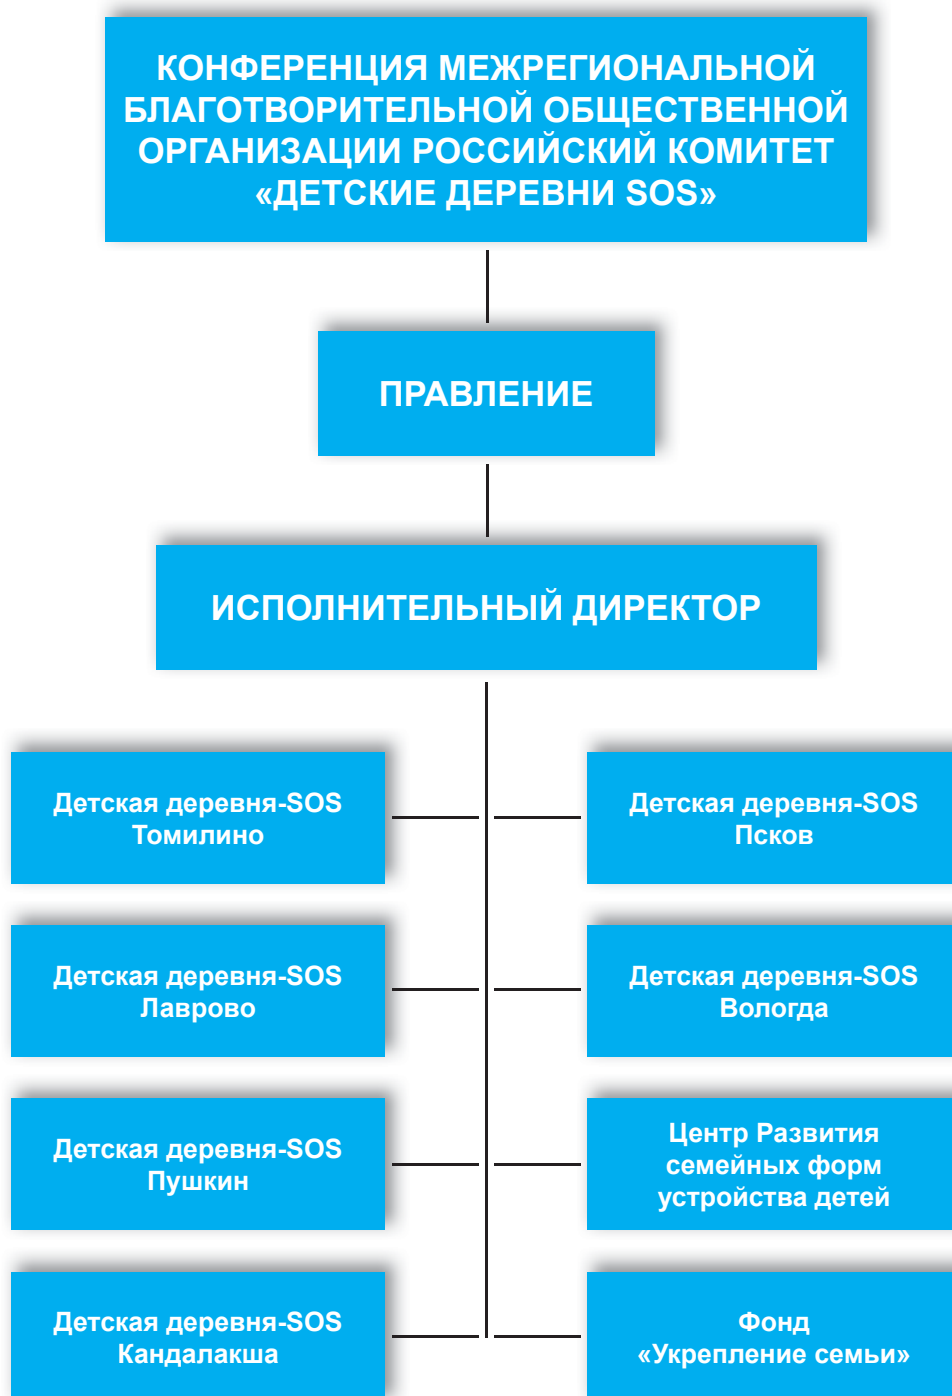 КОНФЕРЕНЦИЯ МЕЖРЕГИОНАЛЬНОЙ
БЛАГОТВОРИТЕЛЬНОЙ ОБЩЕСТВЕННОЙ
ОРГАНИЗАЦИИ РОССИЙСКИЙ КОМИТЕТ
«ДЕТСКИЕ ДЕРЕВНИ SOS»
ПРАВЛЕНИЕ
ИСПОЛНИТЕЛЬНЫЙ ДИРЕКТОР
Детская деревня-SOS
Томилино
Детская деревня-SOS
Псков
Детская деревня-SOS
Лаврово
Детская деревня-SOS
Вологда
Детская деревня-SOS
Пушкин
Центр Развития
семейных форм
устройства детей
Детская деревня-SOS
Кандалакша
Фонд
«Укрепление семьи»